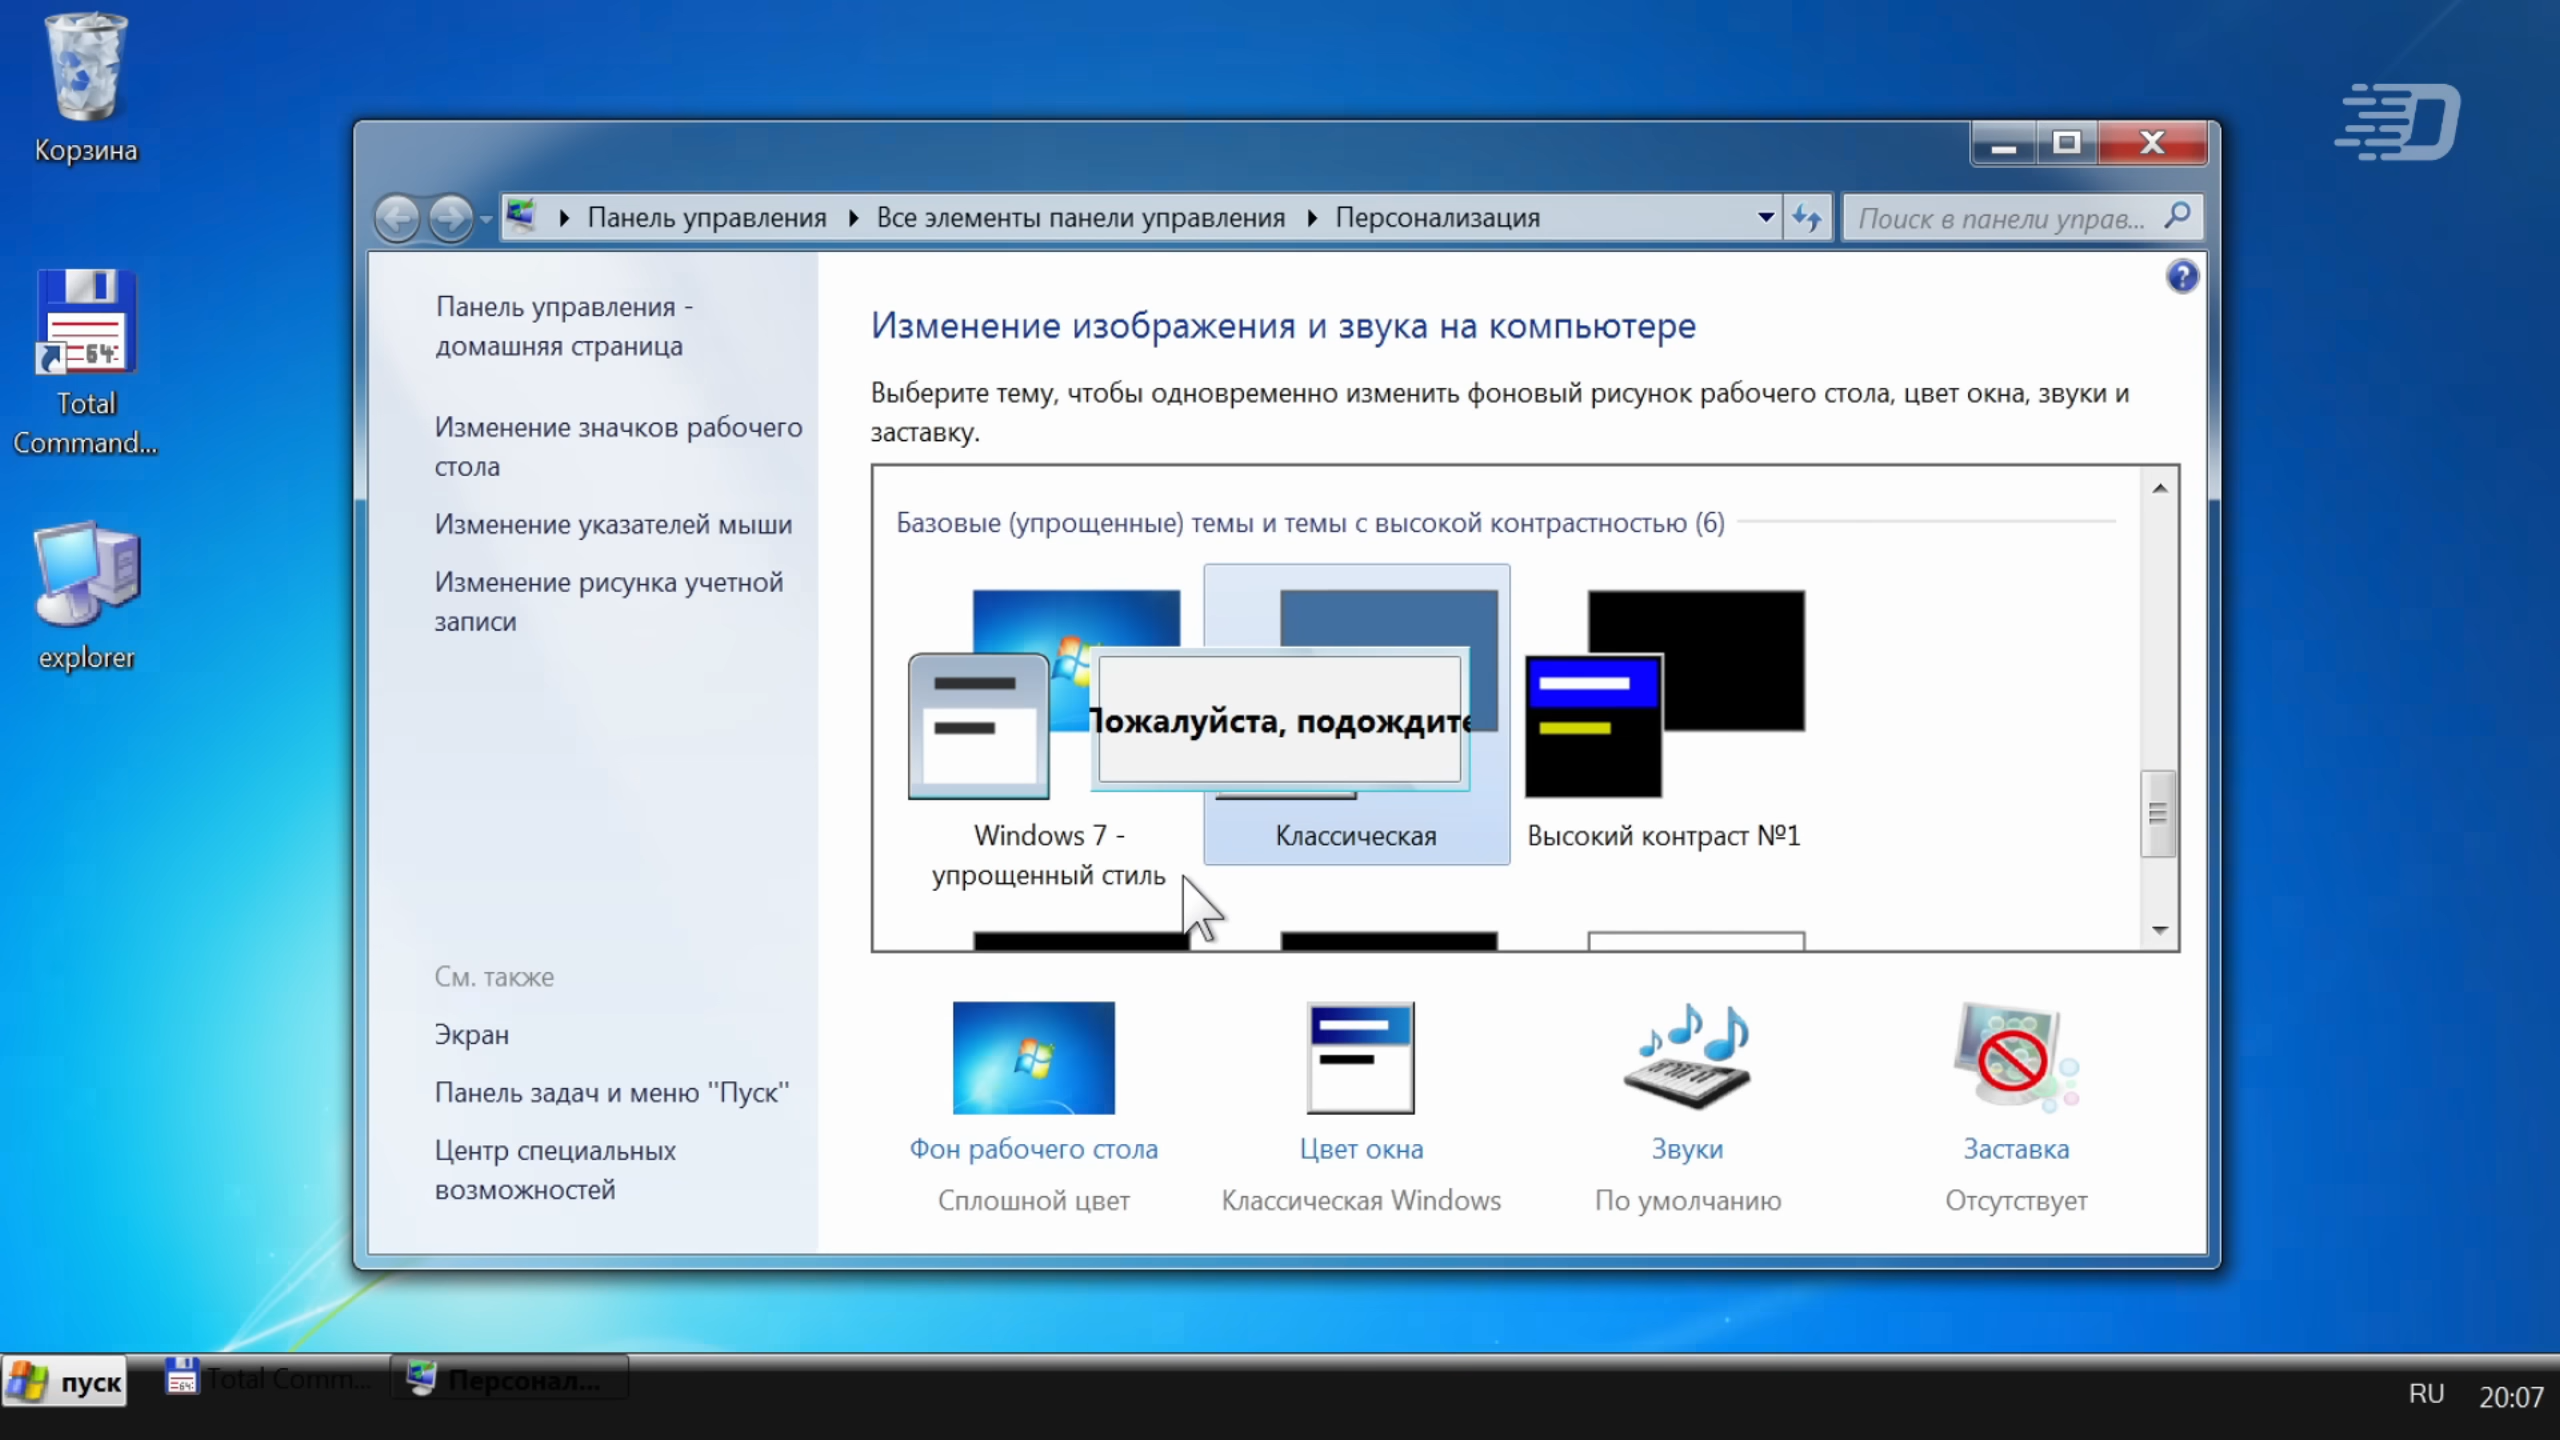 Корзина
Total
Command...
explorer
Панель управления
Все элементы панели управления
Персонализация
Поиск в панели управ...
Панель управления -
домашняя страница
Изменение значков рабочего
стола
Изменение указателей мыши
Изменение рисунка учетной
записи
См. также
Экран
Панель задач и меню "Пуск"
Центр специальных
возможностей
Изменение изображения и звука на компьютере
Выберите тему, чтобы одновременно изменить фоновый рисунок рабочего стола, цвет окна, звуки и
заставку.
Базовые (упрощенные) темы и темы с высокой контрастностью (6)
Пожалуйста, подождите
Windows 7 -
упрощенный стиль
Классическая
Высокий контраст №1
Фон рабочего стола
Сплошной цвет
Цвет окна
Классическая Windows
Звуки
По умолчанию
Заставка
Отсутствует
пуск
Total Comm...
Персонал...
RU
20:07